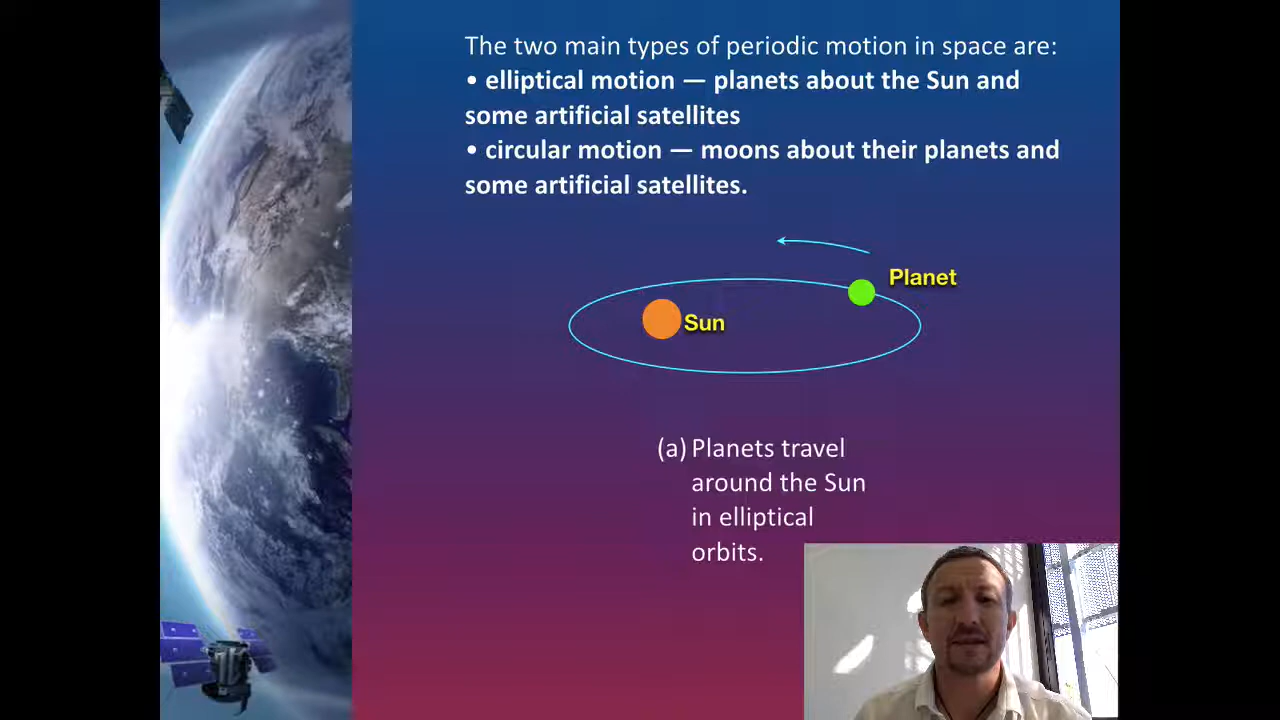 The two main types of periodic motion in space are:
• elliptical motion — planets about the Sun and
some artificial satellites
• circular motion — moons about their planets and
some artificial satellites.
Planet
Sun
(a) Planets travel
around the Sun
in elliptical
orbits.